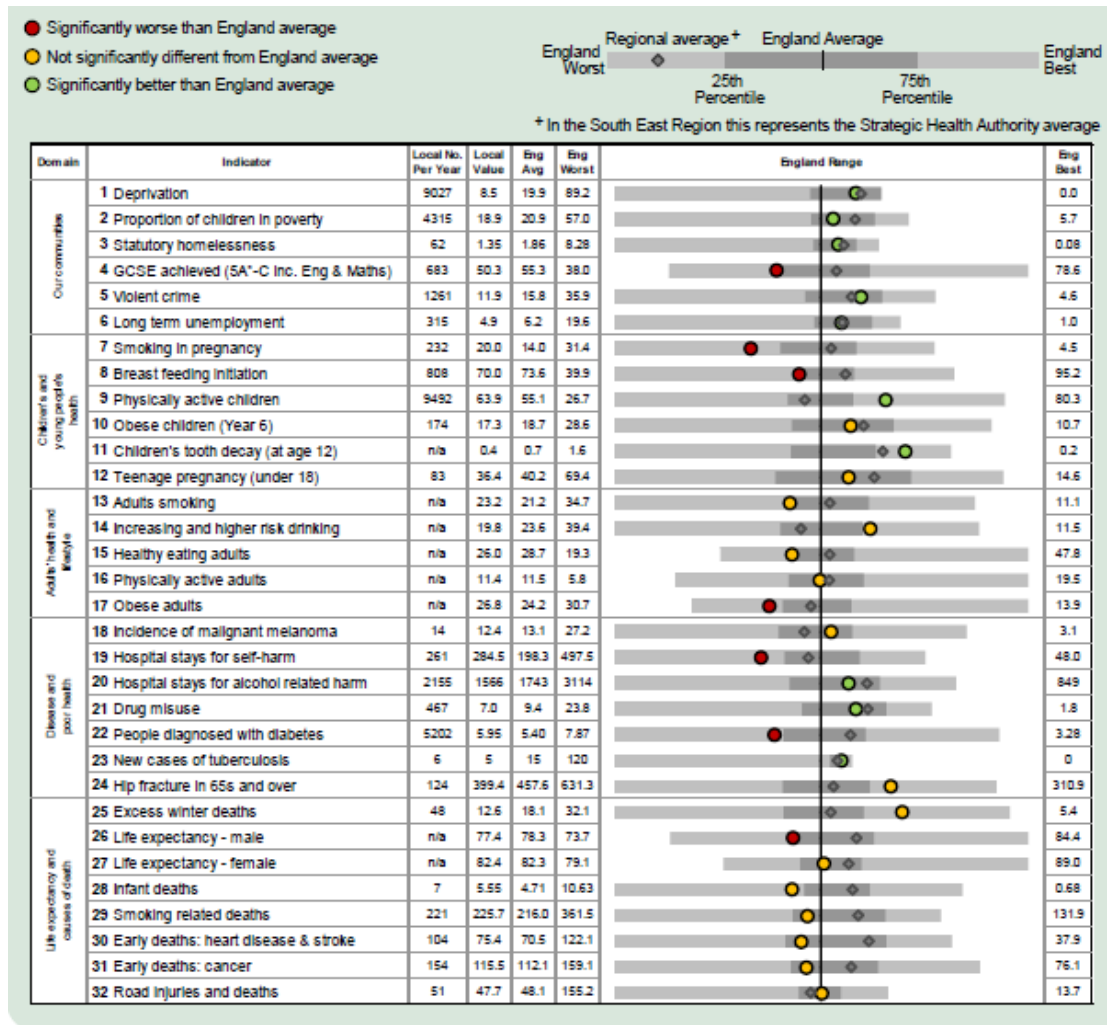 Significantly worse than England average
Not significantly different from England average
Significantly better than England average
Regional average+ England Average
England Worst
England Best
25th Percentile
75th Percentile
+ In the South East Region this represents the Strategic Health Authority average
Domain Indicator Local No. Per Year Local Value Eng Avg Eng Worst England Range Eng Best
Our communities
1 Deprivation 9027 8.5 19.9 89.2 0.0
2 Proportion of children in poverty 4315 18.9 20.9 57.0 5.7
3 Statutory homelessness 62 1.35 1.86 8.28 0.08
4 GCSE achieved (5A*-C inc. Eng & Maths) 683 50.3 55.3 38.0 78.6
5 Violent crime 1261 11.9 15.8 35.9 4.6
6 Long term unemployment 315 4.9 6.2 19.6 1.0
Children's and young people's health
7 Smoking in pregnancy 232 20.0 14.0 31.4 4.5
8 Breast feeding initiation 808 70.0 73.6 39.9 95.2
9 Physically active children 9492 63.9 55.1 26.7 80.3
10 Obese children (Year 6) 174 17.3 18.7 28.6 10.7
11 Children's tooth decay (at age 12) n/a 0.4 0.7 1.6 0.2
12 Teenage pregnancy (under 18) 83 36.4 40.2 69.4 14.6
Adults' health and lifestyle
13 Adults smoking n/a 23.2 21.2 34.7 11.1
14 Increasing and higher risk drinking n/a 19.8 23.6 39.4 11.5
15 Healthy eating adults n/a 26.0 28.7 19.3 47.8
16 Physically active adults n/a 11.4 11.5 5.8 19.5
17 Obese adults n/a 26.8 24.2 30.7 13.9
Disease and poor health
18 Incidence of malignant melanoma 14 12.4 13.1 27.2 3.1
19 Hospital stays for self-harm 261 284.5 198.3 497.5 48.0
20 Hospital stays for alcohol related harm 2155 1566 1743 3114 849
21 Drug misuse 467 7.0 9.4 23.8 1.8
22 People diagnosed with diabetes 5202 5.95 5.40 7.87 3.28
23 New cases of tuberculosis 6 5 15 120 0
24 Hip fracture in 65s and over 124 399.4 457.6 631.3 310.9
Life expectancy and causes of death
25 Excess winter deaths 48 12.6 18.1 32.1 5.4
26 Life expectancy - male n/a 77.4 78.3 73.7 84.4
27 Life expectancy - female n/a 82.4 82.3 79.1 89.0
28 Infant deaths 7 5.55 4.71 10.63 0.68
29 Smoking related deaths 221 225.7 216.0 361.5 131.9
30 Early deaths: heart disease & stroke 104 75.4 70.5 122.1 37.9
31 Early deaths: cancer 154 115.5 112.1 159.1 76.1
32 Road injuries and deaths 51 47.7 48.1 155.2 13.7